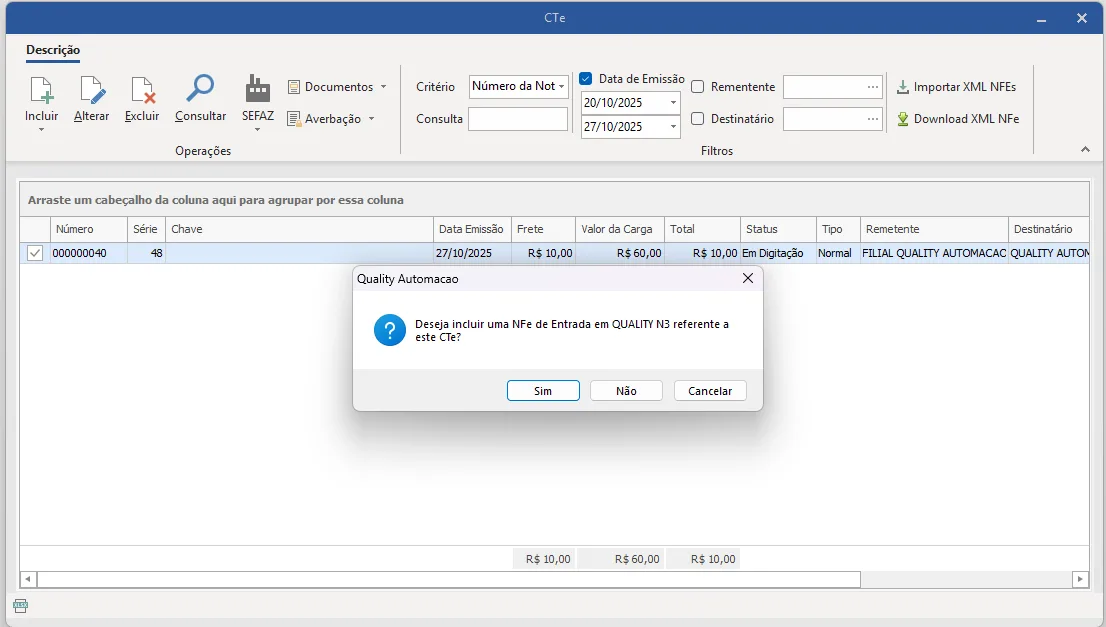 CTe
Descrição
Incluir
Alterar
Excluir
Consultar
SEFAZ
Documentos
Averbação
Operações
Critério
Número da Not
Consulta
Data de Emissão
20/10/2025
27/10/2025
Rementente
Destinatário
Importar XML NFEs
Download XML NFe
Filtros
Arraste um cabeçalho da coluna aqui para agrupar por essa coluna
Número Série Chave Data Emissão Frete Valor da Carga Total Status Tipo Remetente Destinatário
000000040 48 27/10/2025 R$ 10,00 R$ 60,00 R$ 10,00 Em Digitação Normal FILIAL QUALITY AUTOMACAC QUALITY AUTOM
Quality Automacao
Deseja incluir uma NFe de Entrada em QUALITY N3 referente a
este CTe?
Sim Não Cancelar
R$ 10,00 R$ 60,00 R$ 10,00